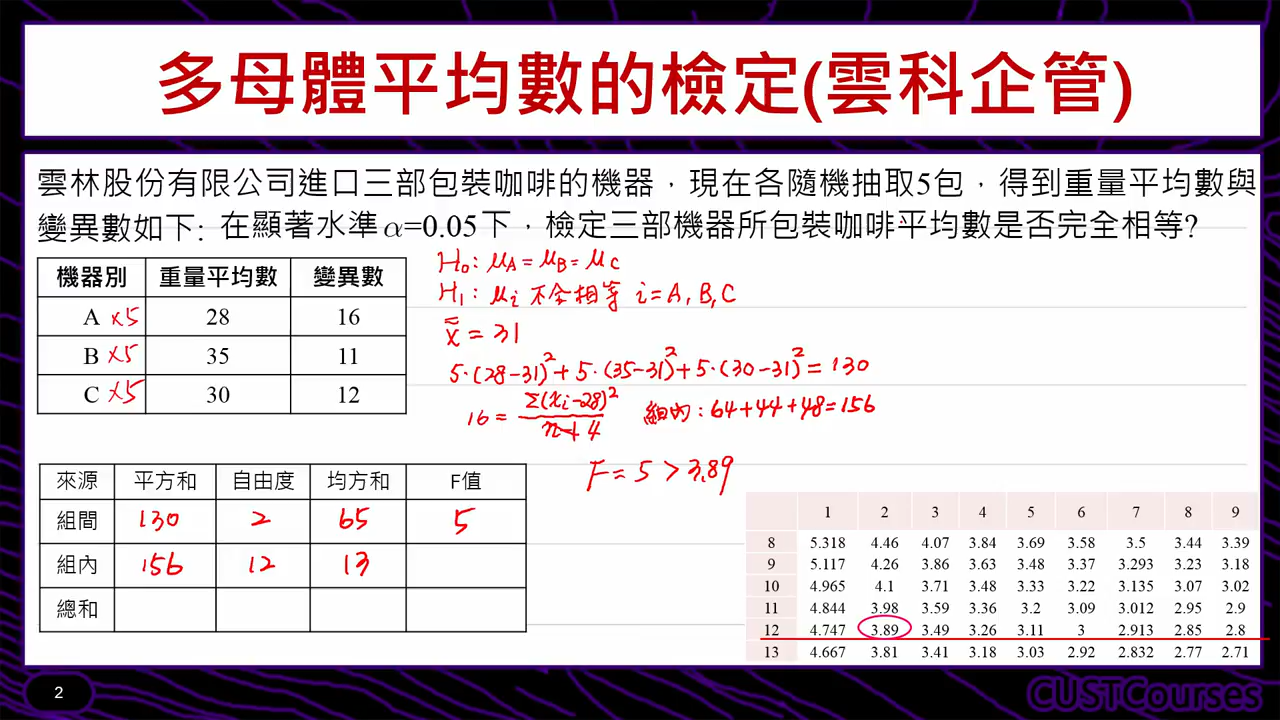 多母體平均數的檢定(雲科企管)
雲林股份有限公司進口三部包裝咖啡的機器，現在各隨機抽取5包，得到重量平均數與
變異數如下: 在顯著水準α=0.05下，檢定三部機器所包裝咖啡平均數是否完全相等?
機器別 重量平均數 變異數
A ×5 28 16
B ×5 35 11
C ×5 30 12
H₀: μA = μB = μC
H₁: μi 不全相等 i = A, B, C
x̿ = 31
5·(28-31)²+5·(35-31)²+5·(30-31)²=130
16 = Σ(xi-28)² / n-1 4 組內: 64+44+48=156
F = 5 > 3.89
來源 平方和 自由度 均方和 F值
組間 130 2 65 5
組內 156 12 13
總和
1 2 3 4 5 6 7 8 9
8 5.318 4.46 4.07 3.84 3.69 3.58 3.5 3.44 3.39
9 5.117 4.26 3.86 3.63 3.48 3.37 3.293 3.23 3.18
10 4.965 4.1 3.71 3.48 3.33 3.22 3.135 3.07 3.02
11 4.844 3.98 3.59 3.36 3.2 3.09 3.012 2.95 2.9
12 4.747 3.89 3.49 3.26 3.11 3 2.913 2.85 2.8
13 4.667 3.81 3.41 3.18 3.03 2.92 2.832 2.77 2.71
2
CUSTCourses